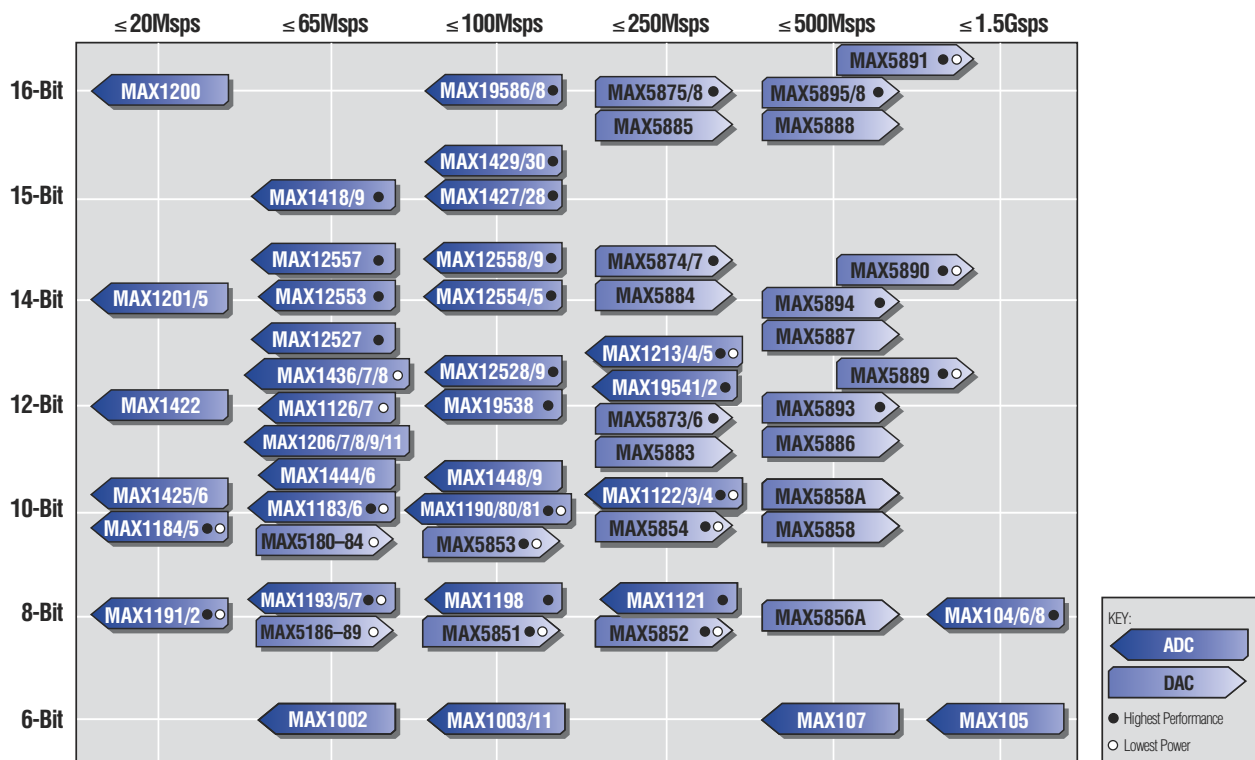 ≤20Msps ≤65Msps ≤100Msps ≤250Msps ≤500Msps ≤1.5Gsps
MAX5891
16-Bit MAX1200 MAX19586/8 MAX5875/8 MAX5895/8
MAX5885 MAX5888
MAX1429/30
15-Bit MAX1418/9 MAX1427/28
MAX12557 MAX12558/9 MAX5874/7 MAX5890
14-Bit MAX1201/5 MAX12553 MAX12554/5 MAX5884 MAX5894
MAX12527 MAX1213/4/5 MAX5887
MAX1436/7/8 MAX12528/9 MAX19541/2 MAX5889
12-Bit MAX1422 MAX1126/7 MAX19538 MAX5873/6 MAX5893
MAX1206/7/8/9/11 MAX5883 MAX5886
MAX1444/6 MAX1448/9
10-Bit MAX1425/6 MAX1183/6 MAX1190/80/81 MAX1122/3/4 MAX5858A
MAX1184/5 MAX5180–84 MAX5853 MAX5854 MAX5858
8-Bit MAX1191/2 MAX1193/5/7 MAX1198 MAX1121 MAX5856A MAX104/6/8
MAX5186–89 MAX5851 MAX5852
6-Bit MAX1002 MAX1003/11 MAX107 MAX105
KEY:
ADC
DAC
Highest Performance
Lowest Power